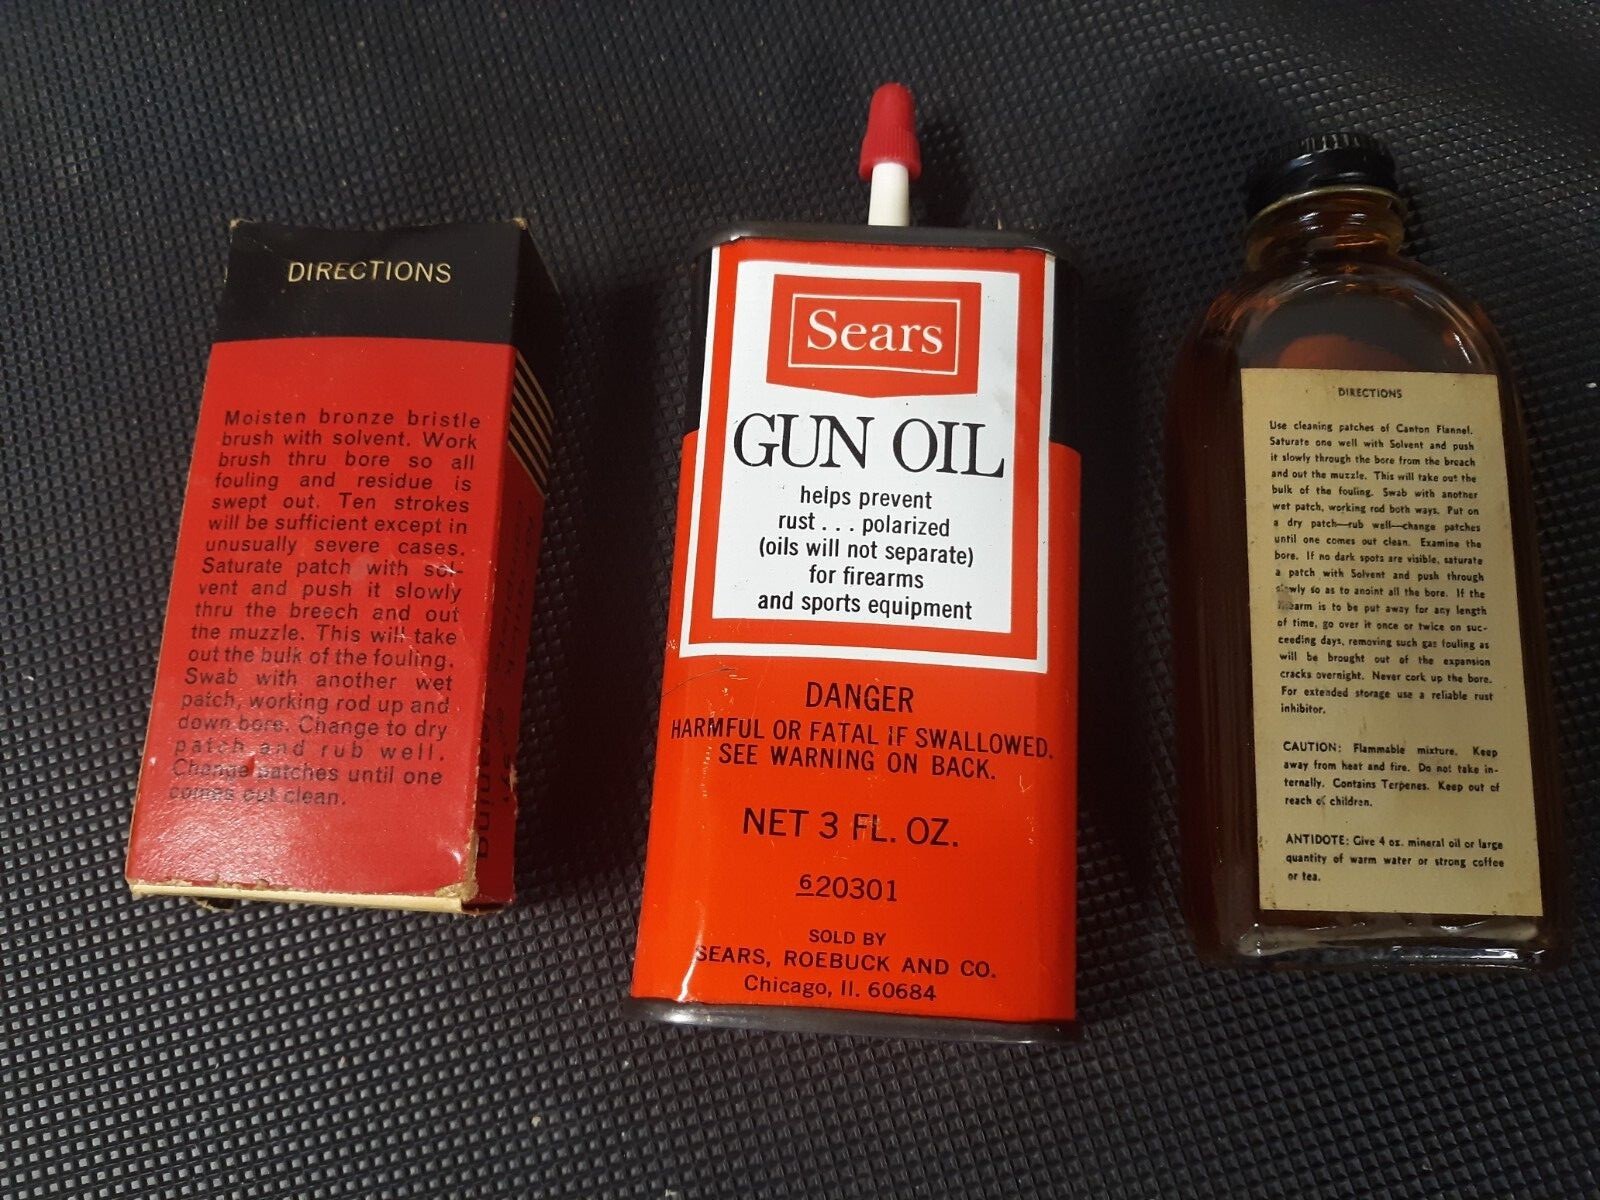 DIRECTIONS
Moisten bronze bristle
brush with solvent. Work
brush thru bore so all
fouling and residue is
swept out. Ten strokes
will be sufficient except in
unusually severe cases.
Saturate patch with sol-
vent and push it slowly
thru the breech and out
the muzzle. This will take
out the bulk of the fouling.
Swab with another wet
patch, working rod up and
down bore. Change to dry
patch and rub well.
Change patches until one
comes out clean.
Sears
GUN OIL
helps prevent
rust . . . polarized
(oils will not separate)
for firearms
and sports equipment
DANGER
HARMFUL OR FATAL IF SWALLOWED.
SEE WARNING ON BACK.
NET 3 FL. OZ.
620301
SOLD BY
SEARS, ROEBUCK AND CO.
Chicago, Il. 60684
DIRECTIONS
Use cleaning patches of Canton Flannel.
Saturate one well with Solvent and push
it slowly through the bore from the breach
and out the muzzle. This will take out the
bulk of the fouling. Swab with another
wet patch, working rod both ways. Put on
a dry patch—rub well—change patches
until one comes out clean. Examine the
bore. If no dark spots are visible, saturate
a patch with Solvent and push through
slowly so as to anoint all the bore. If the
firearm is to be put away for any length
of time, go over it once or twice on suc-
ceeding days, removing such gas fouling as
will be brought out of the expansion
cracks overnight. Never cork up the bore.
For extended storage use a reliable rust
inhibitor.
CAUTION: Flammable mixture. Keep
away from heat and fire. Do not take in-
ternally. Contains Terpenes. Keep out of
reach of children.
ANTIDOTE: Give 4 oz. mineral oil or large
quantity of warm water or strong coffee
or tea.